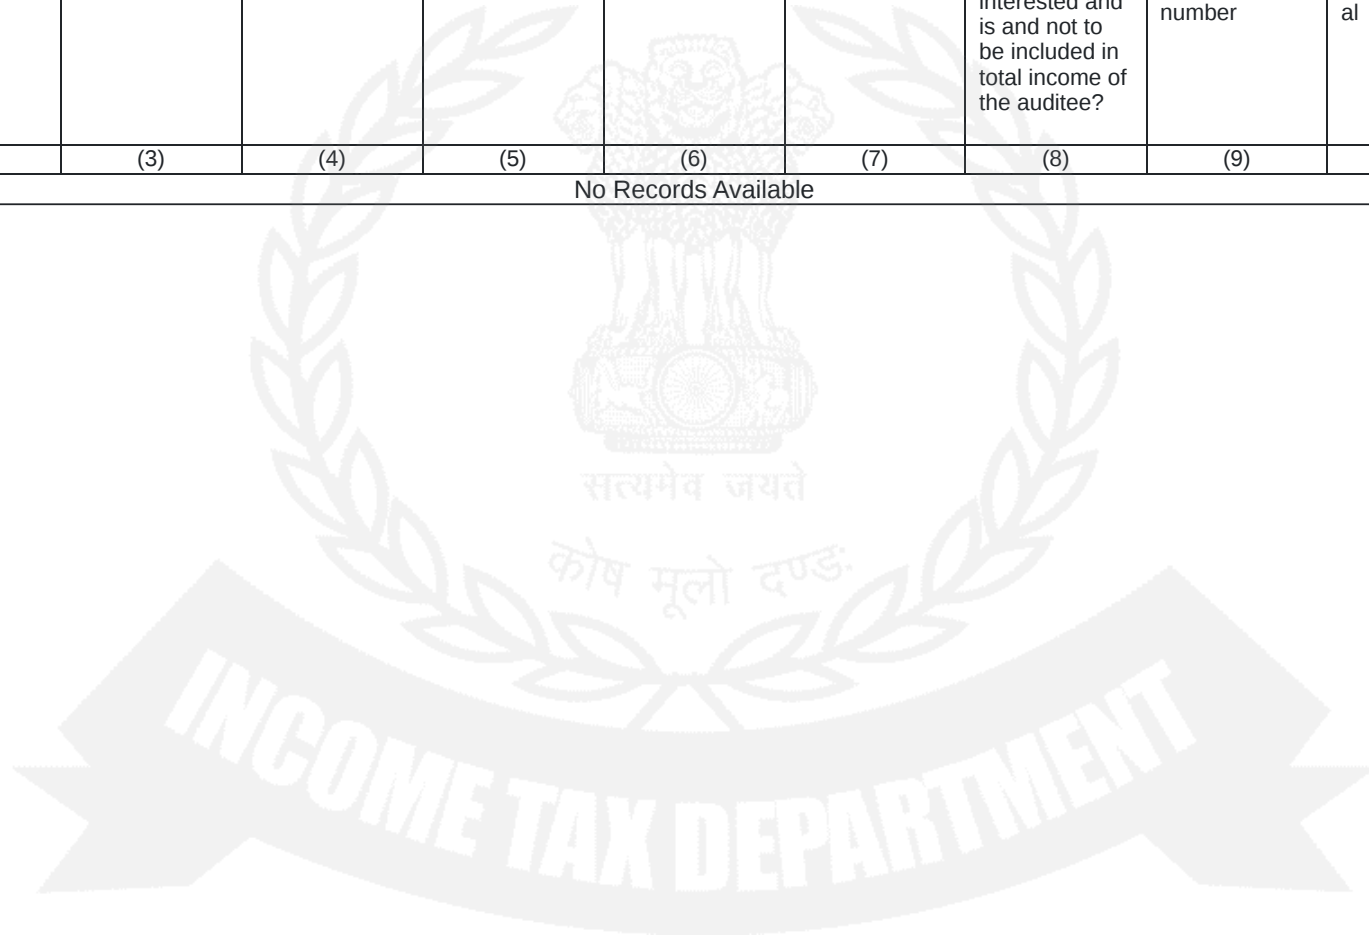 interested and
is and not to
be included in
total income of
the auditee?
number
al
(3) (4) (5) (6) (7) (8) (9)
No Records Available
सत्यमेव जयते
कोष मूलो दण्डः
INCOME TAX DEPARTMENT